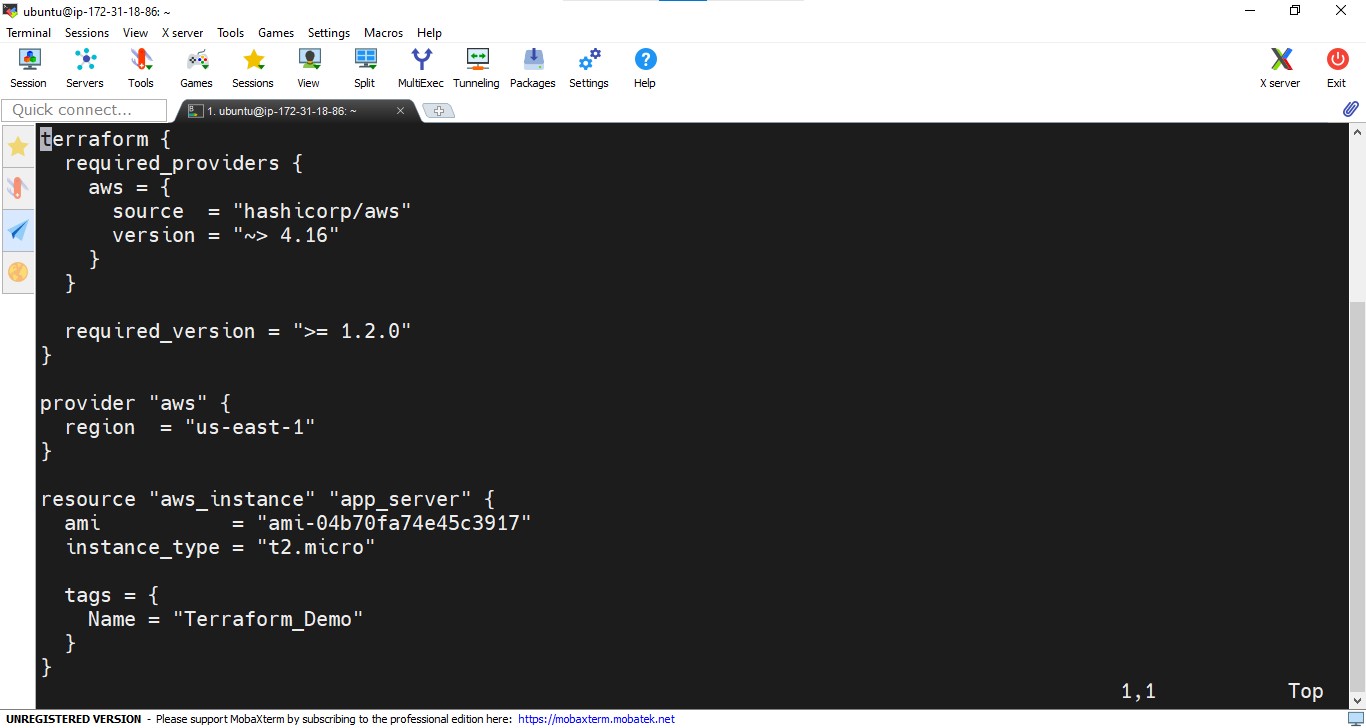 ubuntu@ip-172-31-18-86: ~
Terminal Sessions View X server Tools Games Settings Macros Help
Session Servers Tools Games Sessions View Split MultiExec Tunneling Packages Settings Help X server Exit
Quick connect... 1. ubuntu@ip-172-31-18-86: ~
terraform {
  required_providers {
    aws = {
      source  = "hashicorp/aws"
      version = "~> 4.16"
    }
  }

  required_version = ">= 1.2.0"
}

provider "aws" {
  region  = "us-east-1"
}

resource "aws_instance" "app_server" {
  ami           = "ami-04b70fa74e45c3917"
  instance_type = "t2.micro"

  tags = {
    Name = "Terraform_Demo"
  }
}
1,1 Top
UNREGISTERED VERSION - Please support MobaXterm by subscribing to the professional edition here: https://mobaxterm.mobatek.net